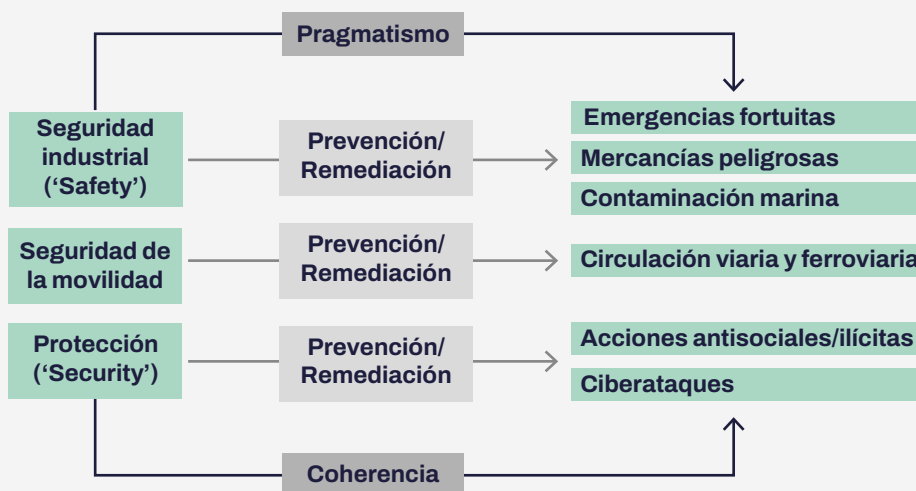 Pragmatismo
Seguridad
industrial
(‘Safety’)
Prevención/
Remediación
Emergencias fortuitas
Mercancías peligrosas
Contaminación marina
Seguridad de
la movilidad
Prevención/
Remediación
Circulación viaria y ferroviaria
Protección
(‘Security’)
Prevención/
Remediación
Acciones antisociales/ilícitas
Ciberataques
Coherencia